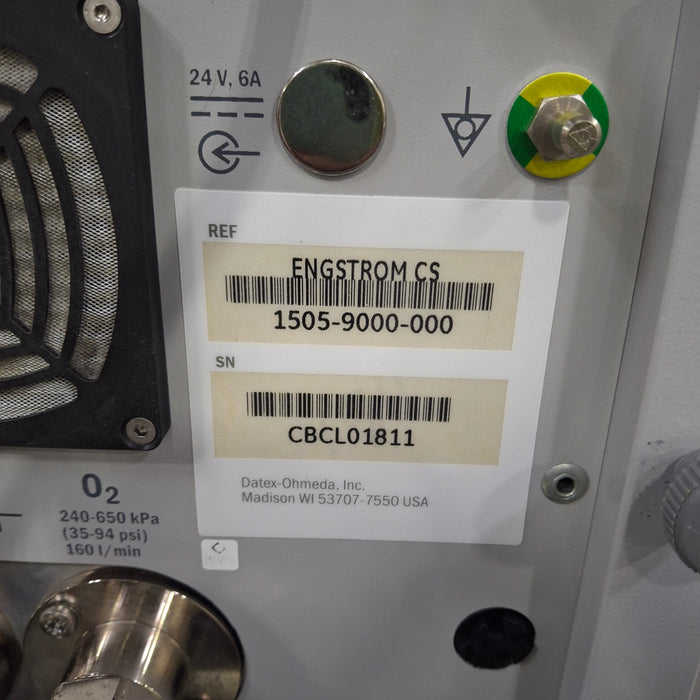 24 V, 6A
REF
ENGSTROM CS
1505-9000-000
SN
CBCL01811
Datex-Ohmeda, Inc.
Madison WI 53707-7550 USA
O2
240-650 kPa
(35-94 psi)
160 l/min